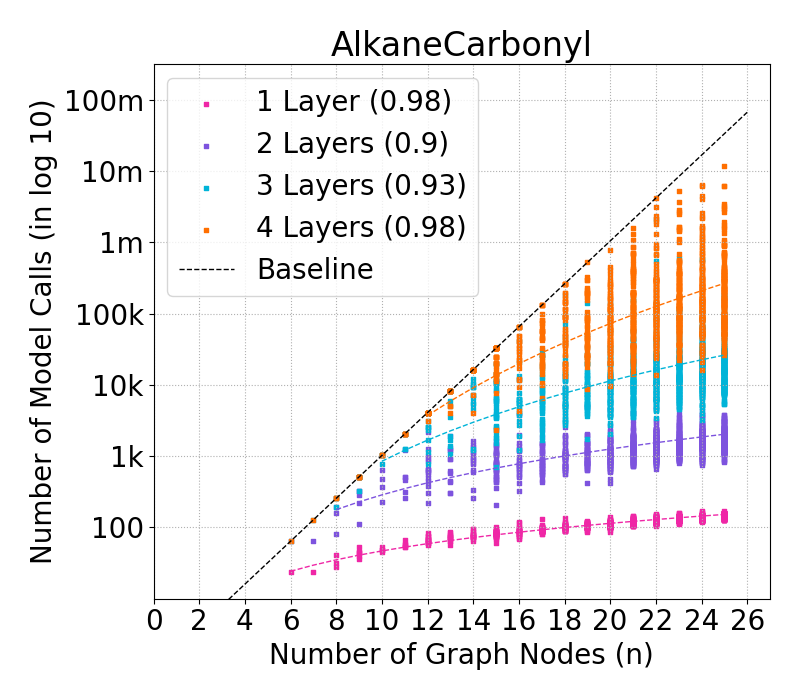 AlkaneCarbonyl
1 Layer (0.98)
2 Layers (0.9)
3 Layers (0.93)
4 Layers (0.98)
Baseline
Number of Model Calls (in log 10)
100m
10m
1m
100k
10k
1k
100
0 2 4 6 8 10 12 14 16 18 20 22 24 26
Number of Graph Nodes (n)